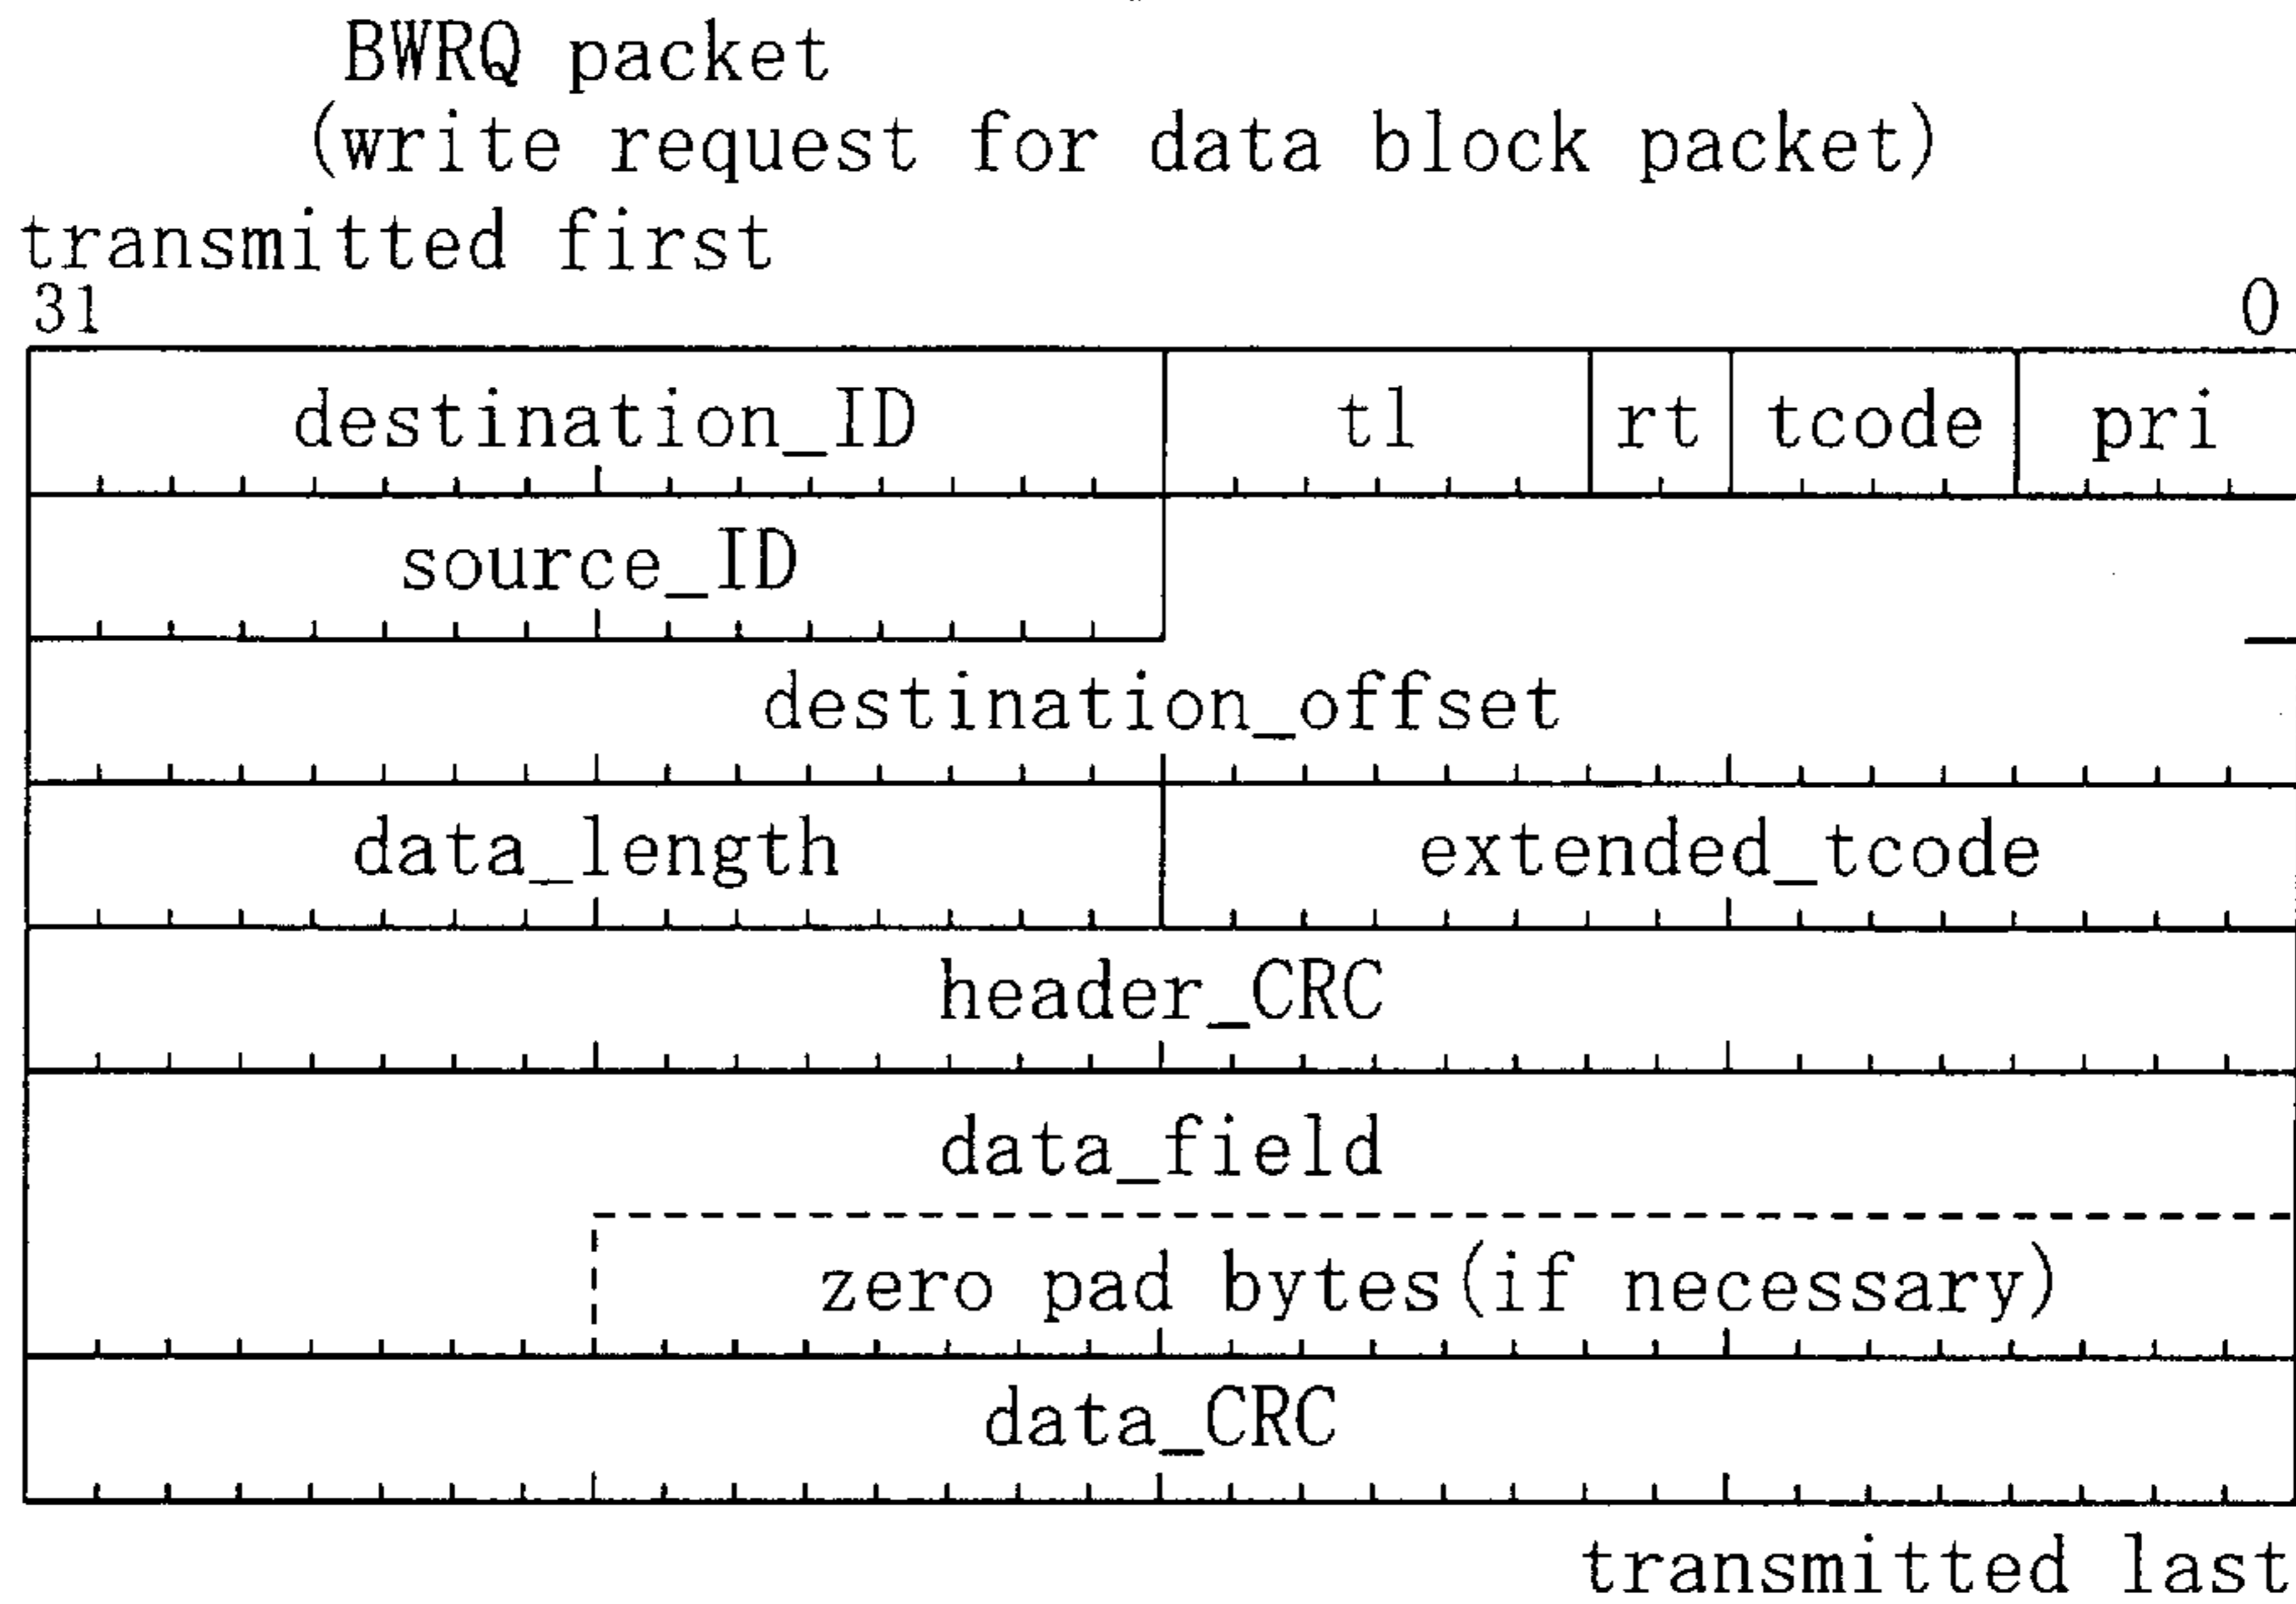 BWRQ packet
(write request for data block packet)
transmitted first
31 0
destination_ID tl rt tcode pri
source_ID
destination_offset
data_length extended_tcode
header_CRC
data_field
zero pad bytes(if necessary)
data_CRC
transmitted last